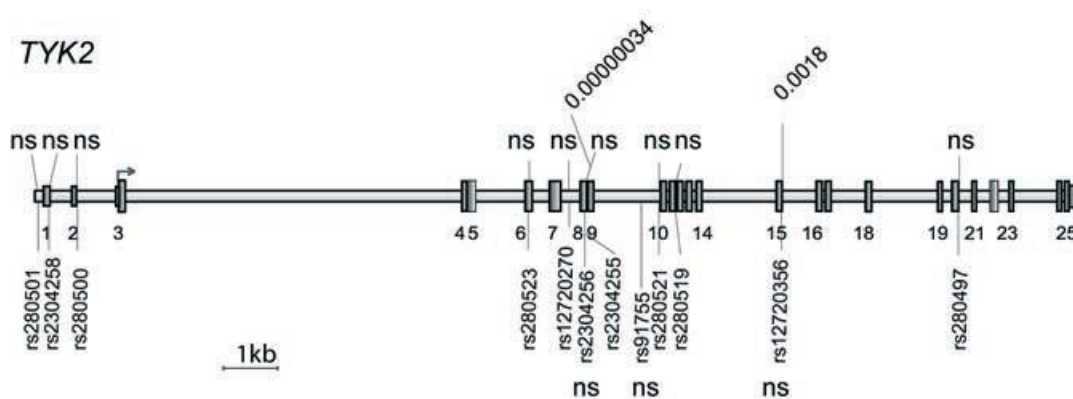 TYK2
0.00000034
0.0018
ns ns ns ns ns ns ns ns ns
1 2 3 4 5 6 7 8 9 10 14 15 16 18 19 21 23 25
rs280501
rs2304258
rs280500
rs280523
rs12720270
rs2304256
rs2304255
rs91755
rs280521
rs280519
rs12720356
rs280497
1kb
ns ns ns